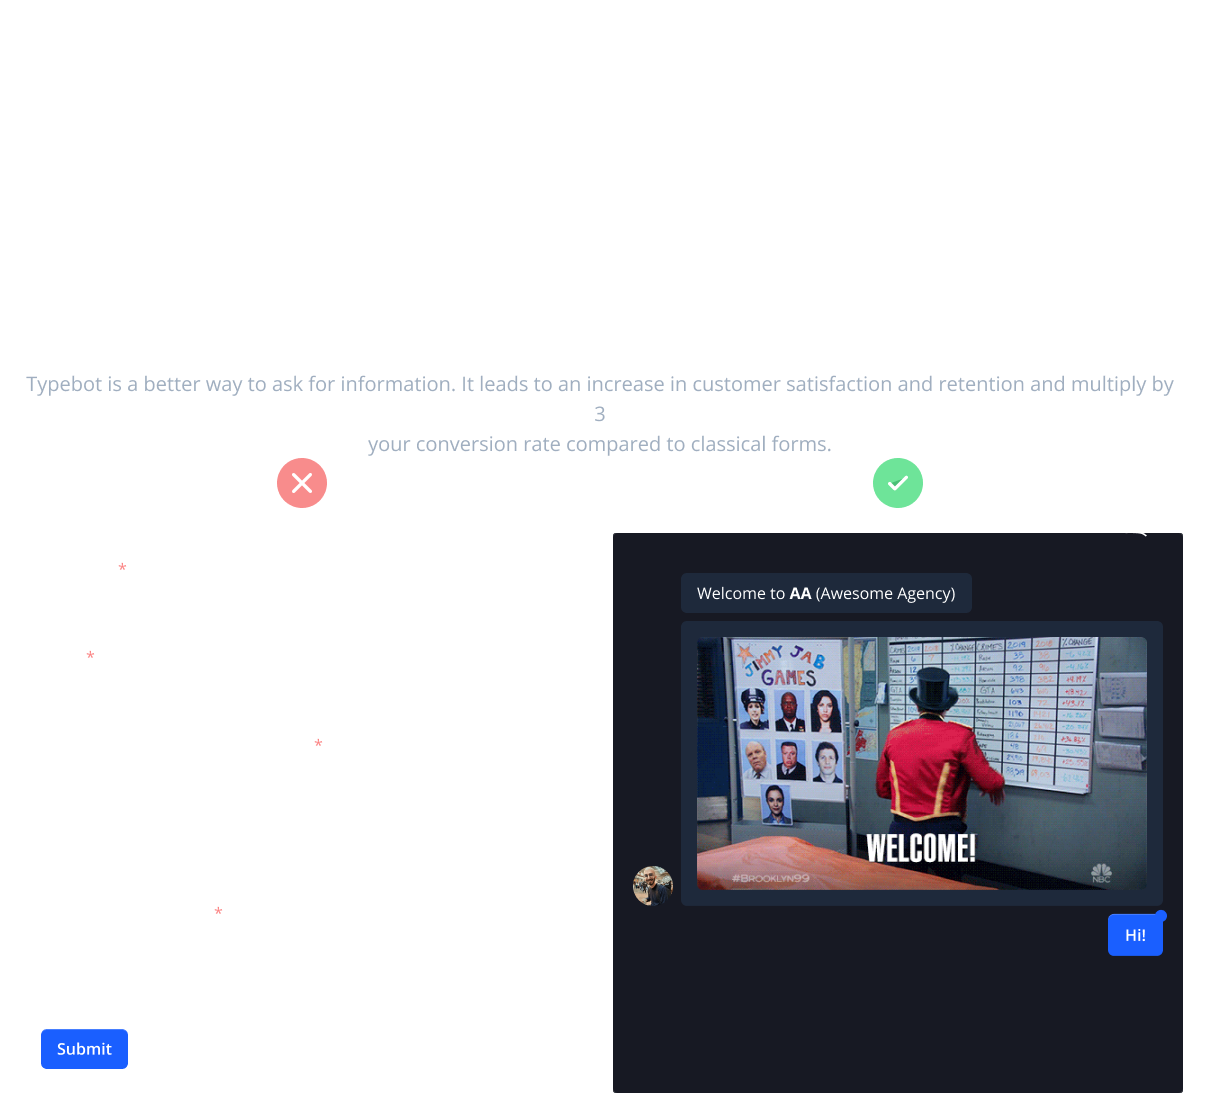 Typebot is a better way to ask for information. It leads to an increase in customer satisfaction and retention and multiply by
3
your conversion rate compared to classical forms.
*
*
*
*
Submit
Welcome to AA (Awesome Agency)
JIMMY JAB
GAMES
WELCOME!
#BROOKLYN99
NBC
Hi!